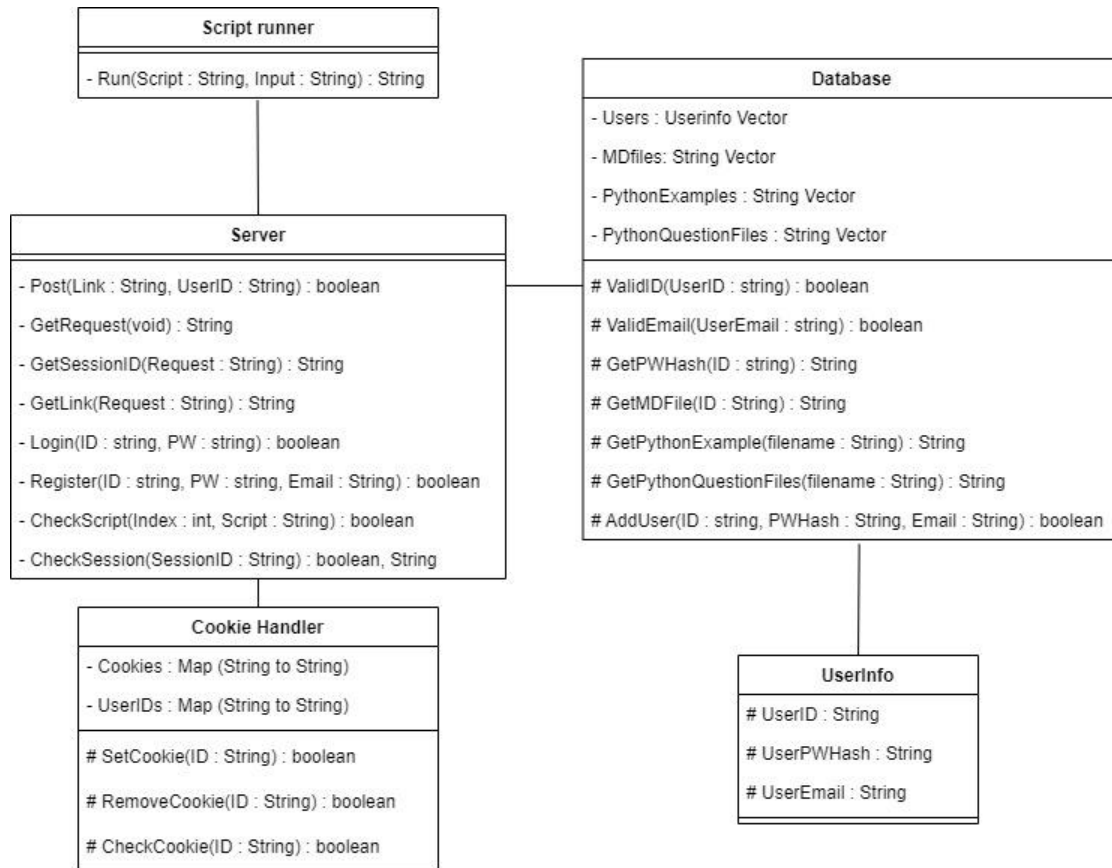 Script runner
- Run(Script : String, Input : String) : String
Database
- Users : Userinfo Vector
- MDfiles: String Vector
- PythonExamples : String Vector
- PythonQuestionFiles : String Vector
# ValidID(UserID : string) : boolean
# ValidEmail(UserEmail : string) : boolean
# GetPWHash(ID : string) : String
# GetMDFile(ID : String) : String
# GetPythonExample(filename : String) : String
# GetPythonQuestionFiles(filename : String) : String
# AddUser(ID : string, PWHash : String, Email : String) : boolean
Server
- Post(Link : String, UserID : String) : boolean
- GetRequest(void) : String
- GetSessionID(Request : String) : String
- GetLink(Request : String) : String
- Login(ID : string, PW : string) : boolean
- Register(ID : string, PW : string, Email : String) : boolean
- CheckScript(Index : int, Script : String) : boolean
- CheckSession(SessionID : String) : boolean, String
Cookie Handler
- Cookies : Map (String to String)
- UserIDs : Map (String to String)
# SetCookie(ID : String) : boolean
# RemoveCookie(ID : String) : boolean
# CheckCookie(ID : String) : boolean
UserInfo
# UserID : String
# UserPWHash : String
# UserEmail : String